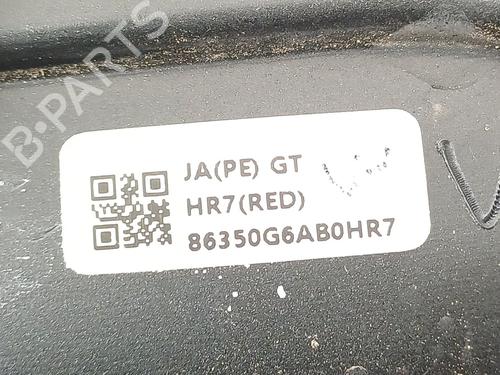 B-PARTS
JA(PE) GT
HR7(RED)
86350G6AB0HR7